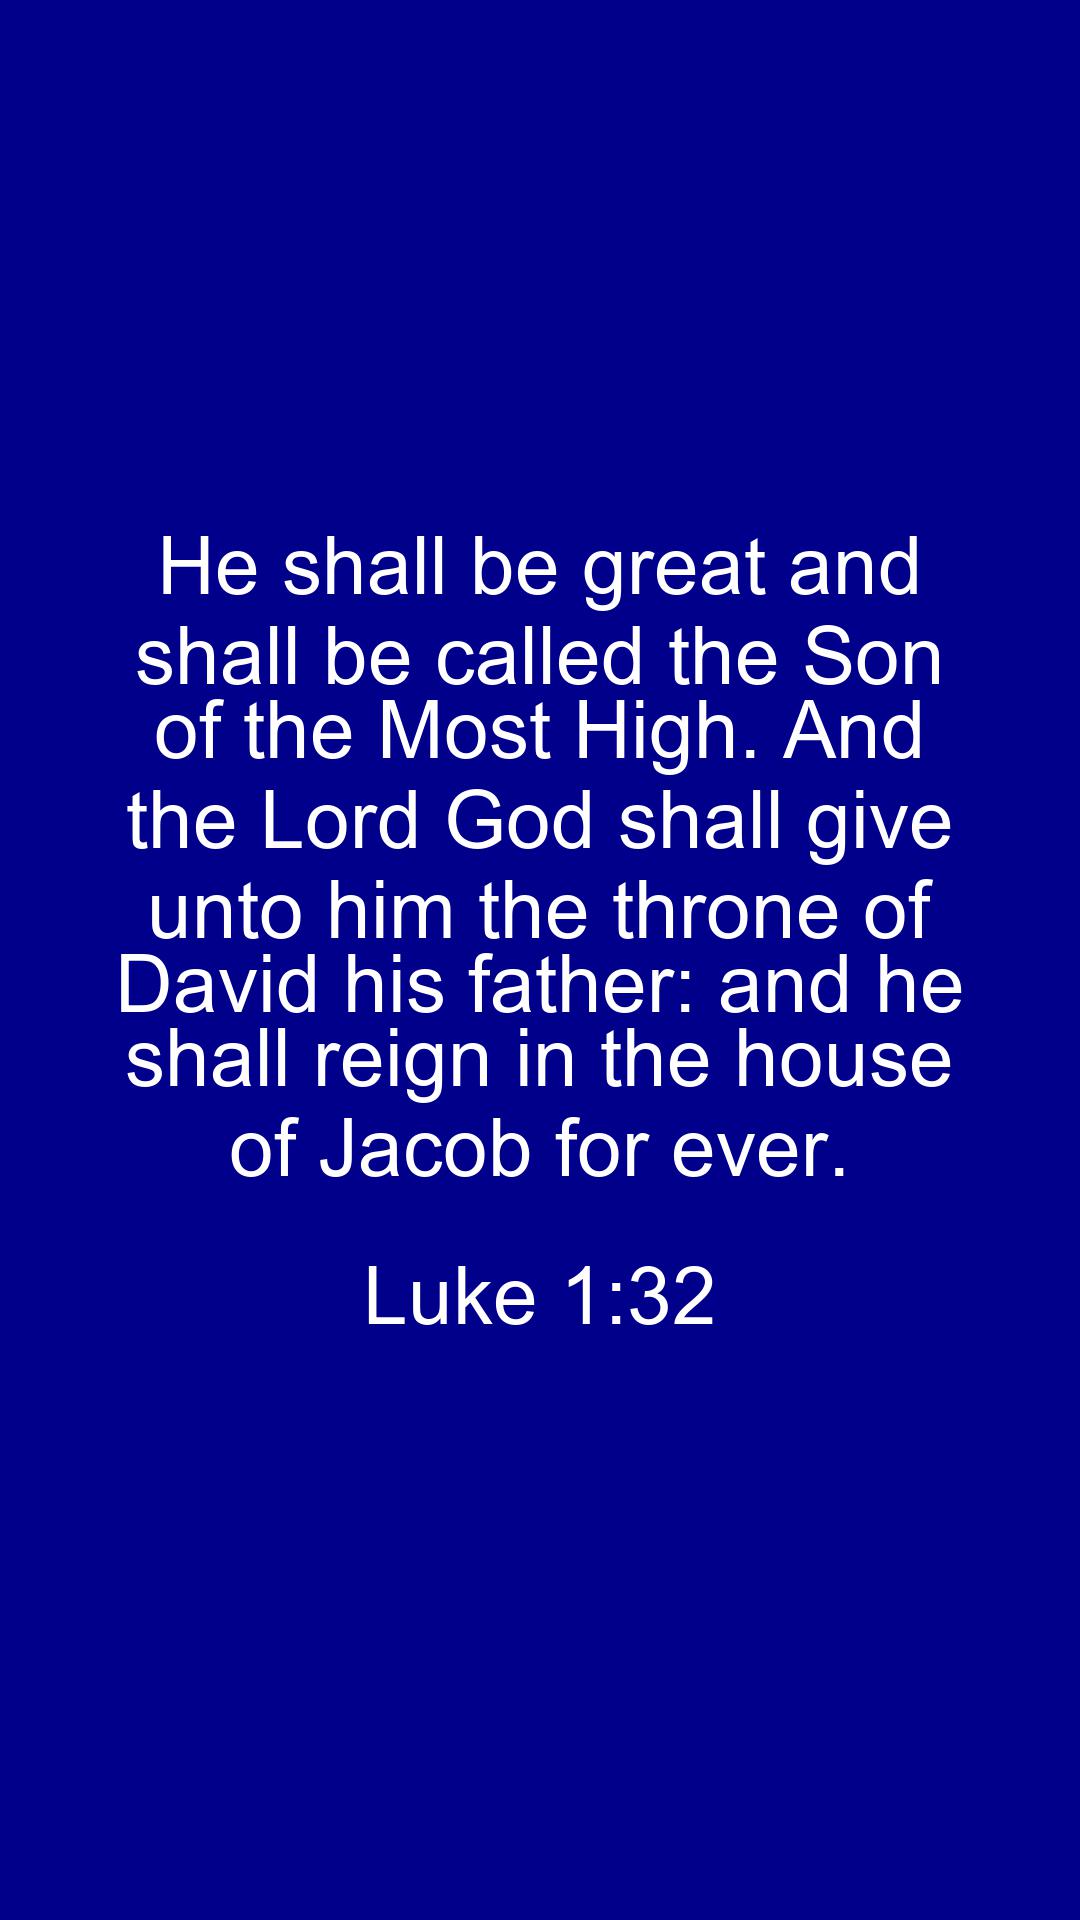 He shall be great and
shall be called the Son
of the Most High. And
the Lord God shall give
unto him the throne of
David his father: and he
shall reign in the house
of Jacob for ever.
Luke 1:32